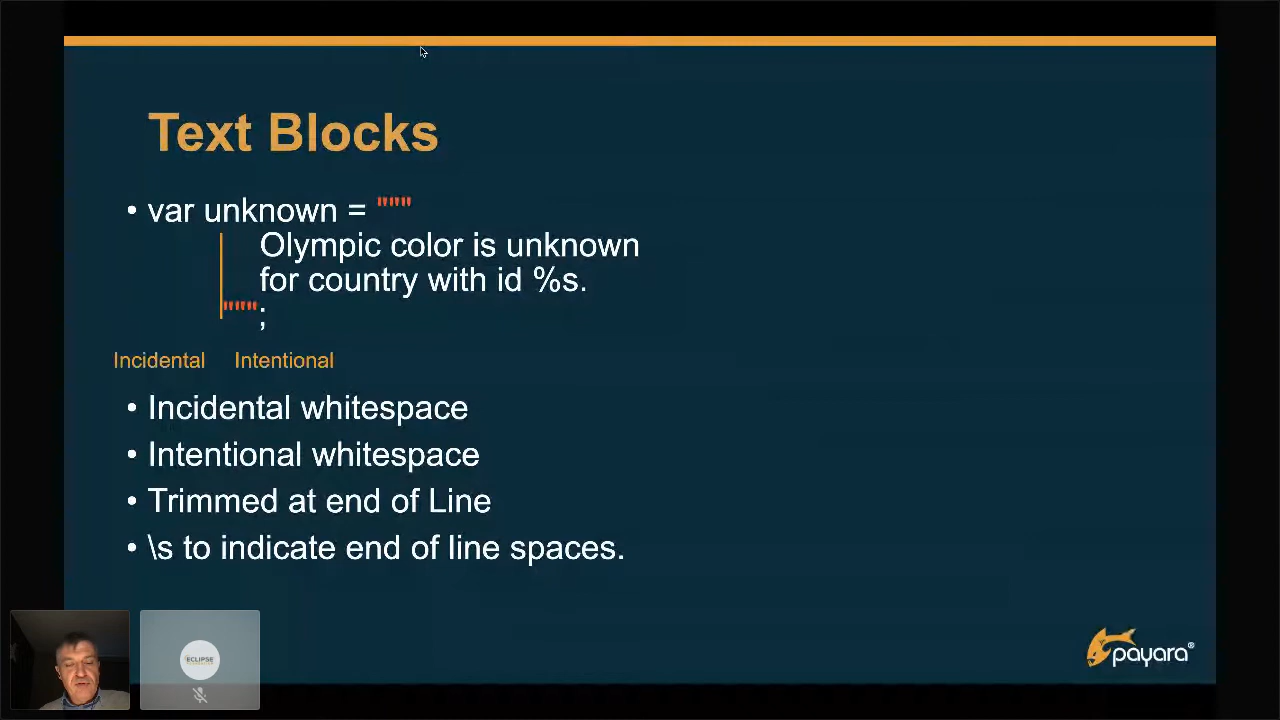 Text Blocks
• var unknown = """
Olympic color is unknown
for country with id %s.
""";
Incidental Intentional
• Incidental whitespace
• Intentional whitespace
• Trimmed at end of Line
• \s to indicate end of line spaces.
ECLIPSE
payara®